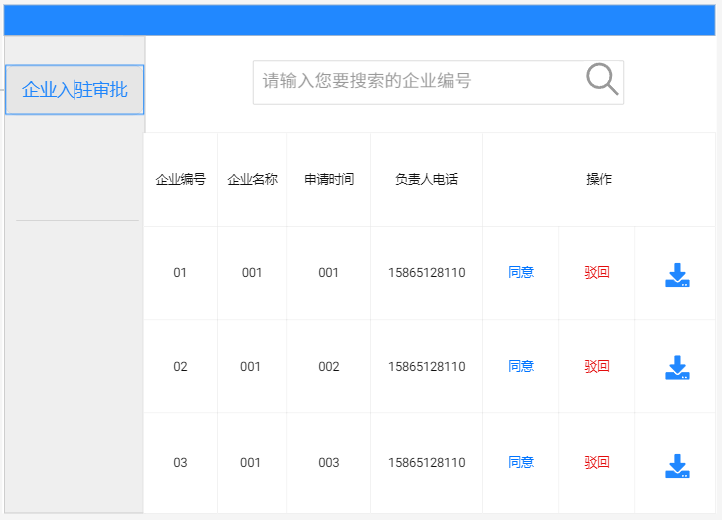 请输入您要搜索的企业编号
企业入驻审批
企业编号 企业名称 申请时间 负责人电话 操作
01 001 001 15865128110 同意 驳回
02 001 002 15865128110 同意 驳回
03 001 003 15865128110 同意 驳回